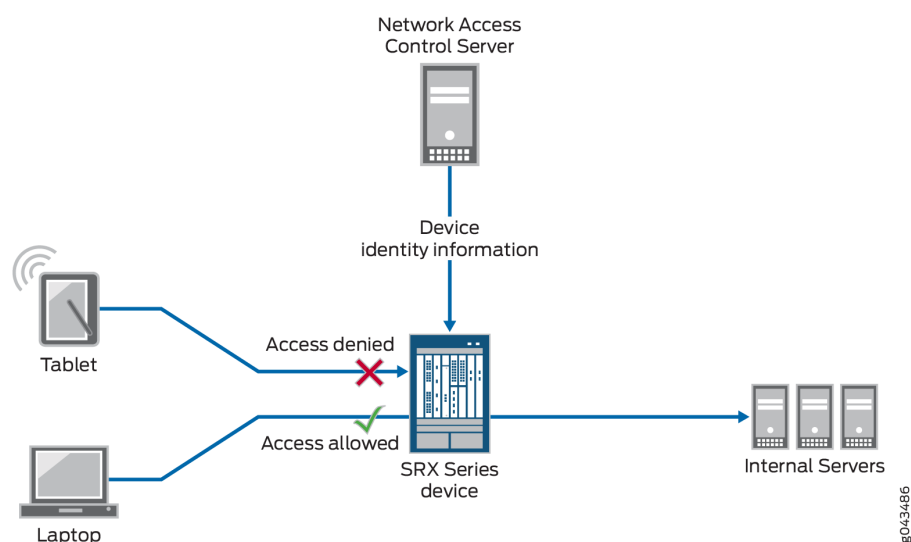 Network Access
Control Server
Device
identity information
Access denied
Tablet
Access allowed
SRX Series
device
Internal Servers
Laptop
g043486